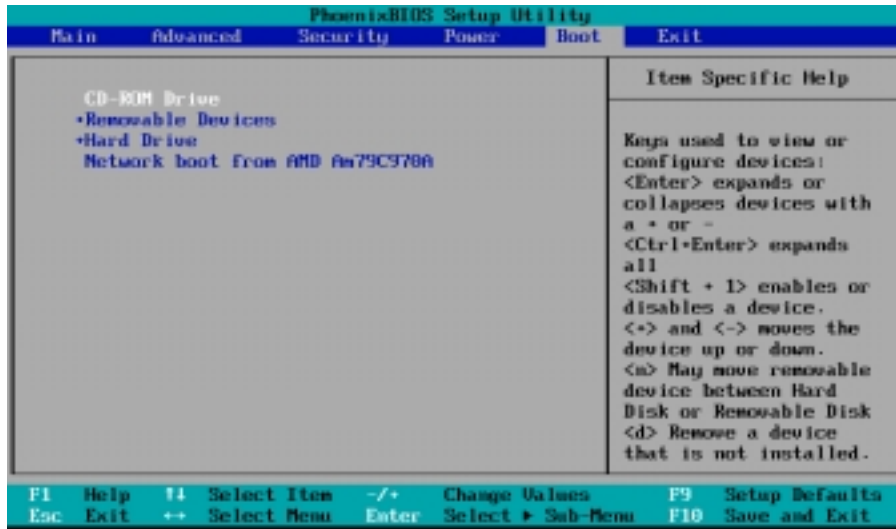 PhoenixBIOS Setup Utility
Main Advanced Security Power Boot Exit
CD-ROM Drive
+Removable Devices
+Hard Drive
Network boot from AMD Am79C970A
Item Specific Help
Keys used to view or
configure devices:
<Enter> expands or
collapses devices with
a + or -
<Ctrl+Enter> expands
all
<Shift + 1> enables or
disables a device.
<+> and <-> moves the
device up or down.
<n> May move removable
device between Hard
Disk or Removable Disk
<d> Remove a device
that is not installed.
F1 Help ↑↓ Select Item -/+ Change Values F9 Setup Defaults
Esc Exit ↔ Select Menu Enter Select ▶ Sub-Menu F10 Save and Exit